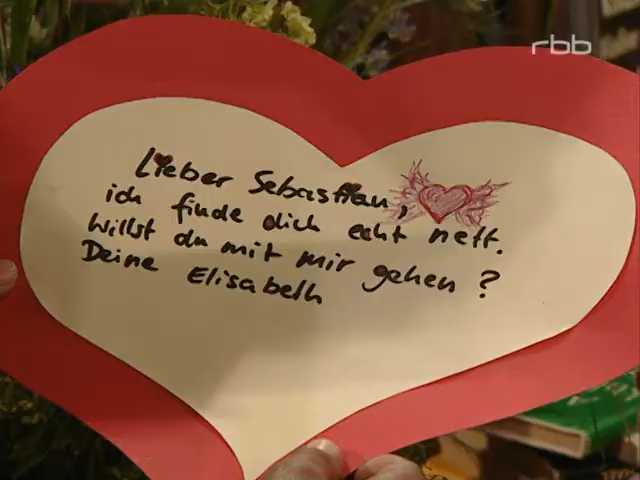 rbb
Lieber Sebastian,
ich finde dich echt nett.
Willst du mit mir gehen?
Deine Elisabeth